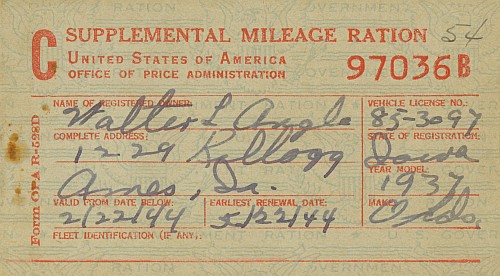 C SUPPLEMENTAL MILEAGE RATION 54
UNITED STATES OF AMERICA
OFFICE OF PRICE ADMINISTRATION
97036B
Form OPA R-528D
NAME OF REGISTERED OWNER:
Walter L Angle
VEHICLE LICENSE NO.:
85-3097
COMPLETE ADDRESS:
1229 Kellogg
STATE OF REGISTRATION:
Iowa
Ames, Ia.
YEAR MODEL:
1937
VALID FROM DATE BELOW:
2/22/44
EARLIEST RENEWAL DATE:
5/22/44
MAKE:
Olds.
FLEET IDENTIFICATION (IF ANY):